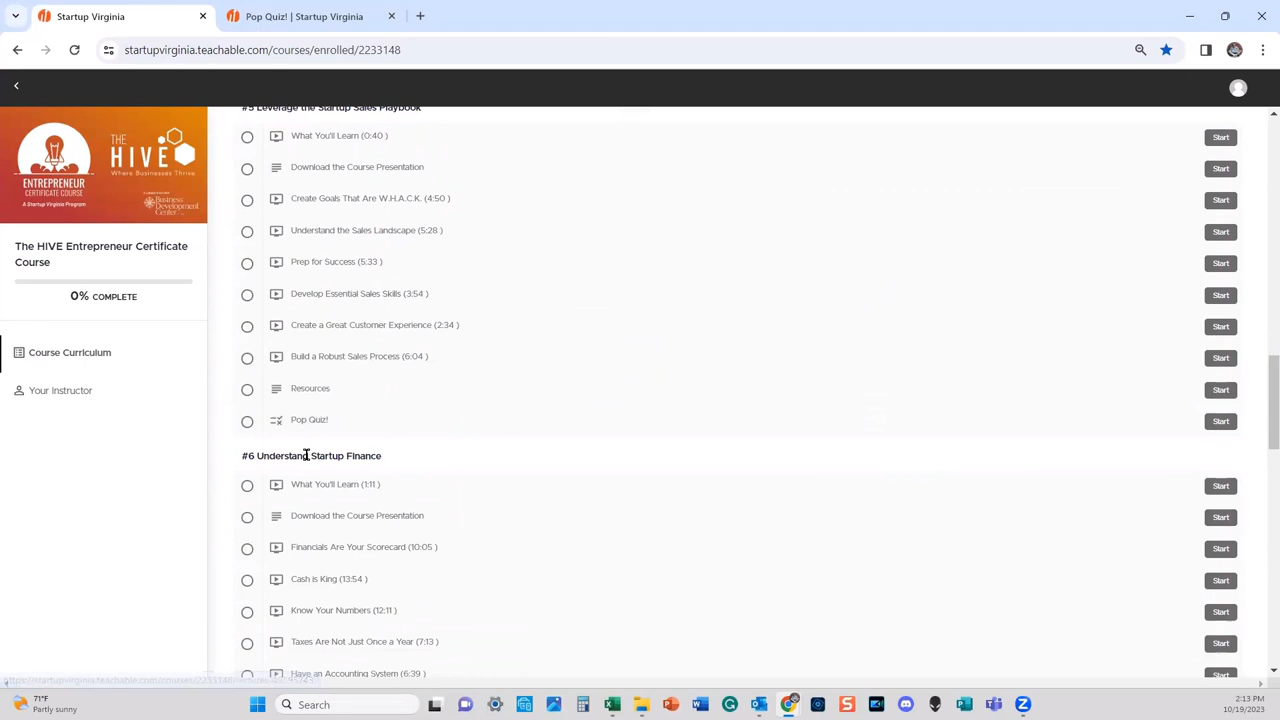 Startup Virginia
Pop Quiz! | Startup Virginia
startupvirginia.teachable.com/courses/enrolled/2233148
THE
HIVE
Where Businesses Thrive
ENTREPRENEUR
CERTIFICATE COURSE
A Startup Virginia Program
Business
Development
Center
The HIVE Entrepreneur Certificate
Course
0% COMPLETE
Course Curriculum
Your Instructor
#5 Leverage the Startup Sales Playbook
What You'll Learn (0:40 )
Start
Download the Course Presentation
Start
Create Goals That Are W.H.A.C.K. (4:50 )
Start
Understand the Sales Landscape (5:28 )
Start
Prep for Success (5:33 )
Start
Develop Essential Sales Skills (3:54 )
Start
Create a Great Customer Experience (2:34 )
Start
Build a Robust Sales Process (6:04 )
Start
Resources
Start
Pop Quiz!
Start
#6 Understand Startup Finance
What You'll Learn (1:11 )
Start
Download the Course Presentation
Start
Financials Are Your Scorecard (10:05 )
Start
Cash is King (13:54 )
Start
Know Your Numbers (12:11 )
Start
Taxes Are Not Just Once a Year (7:13 )
Start
Have an Accounting System (6:39 )
Start
71°F
Partly sunny
Search
2:13 PM
10/19/2023